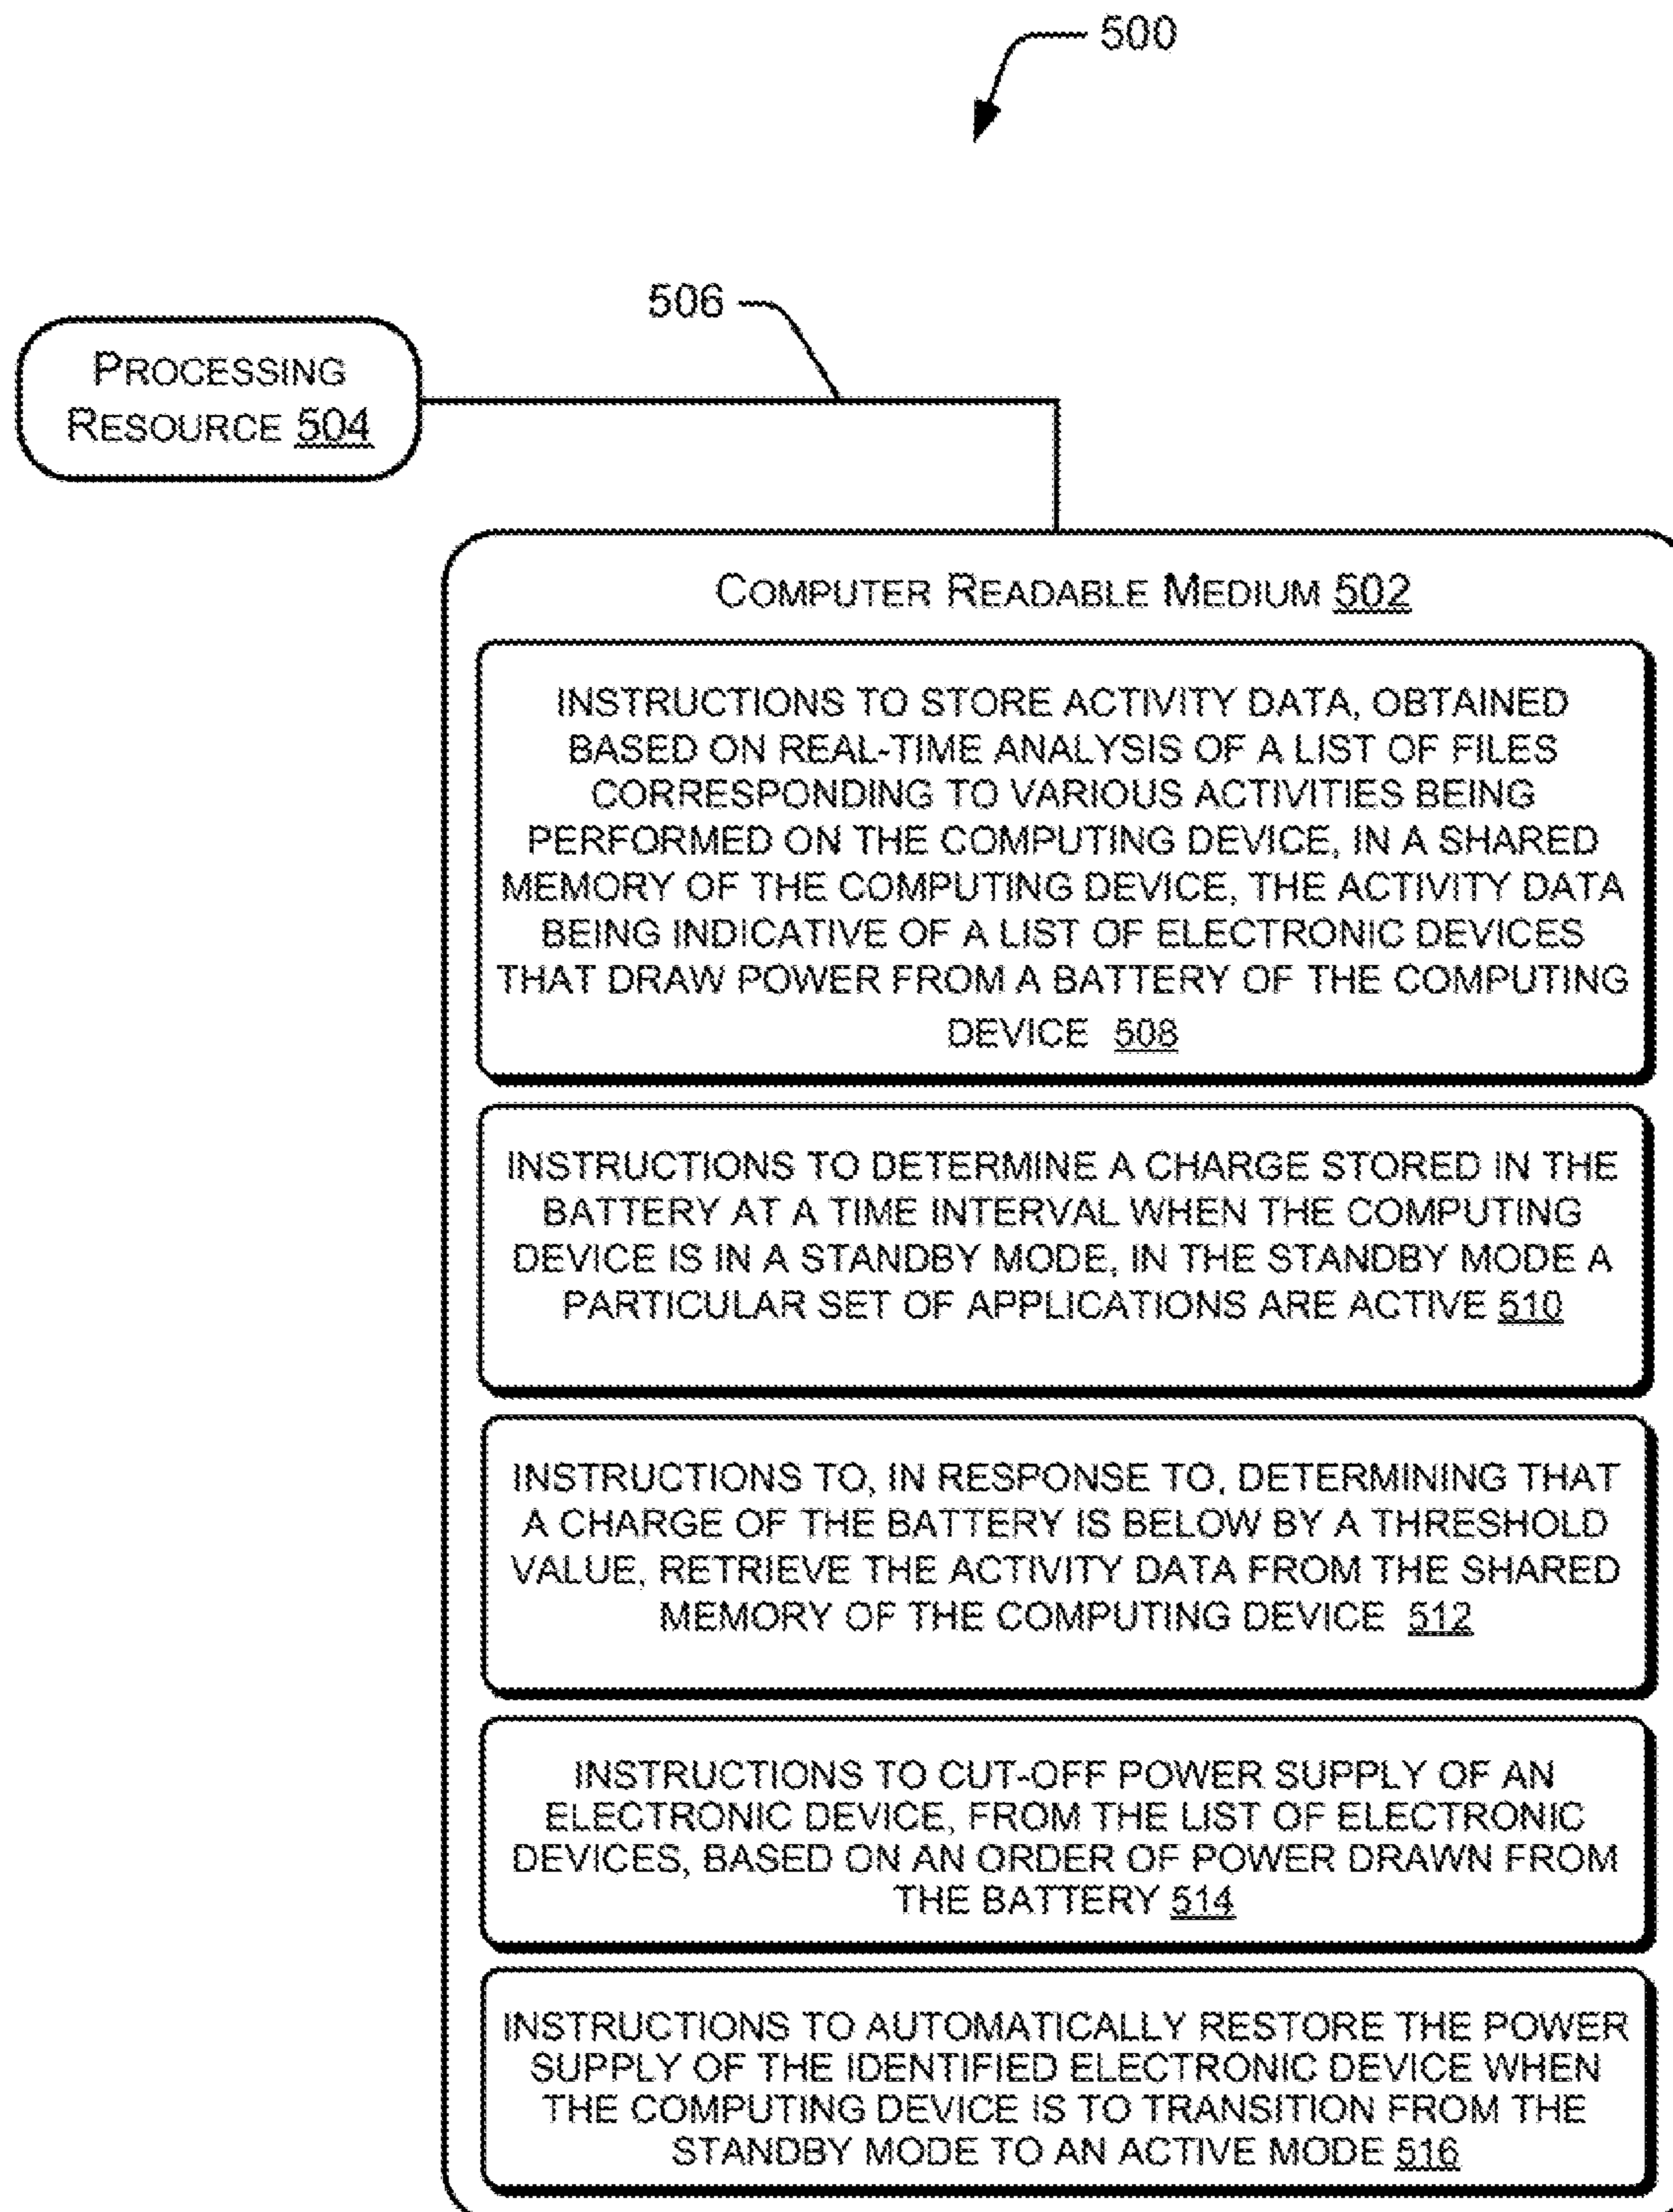 500
506
PROCESSING
RESOURCE 504
COMPUTER READABLE MEDIUM 502
INSTRUCTIONS TO STORE ACTIVITY DATA, OBTAINED
BASED ON REAL-TIME ANALYSIS OF A LIST OF FILES
CORRESPONDING TO VARIOUS ACTIVITIES BEING
PERFORMED ON THE COMPUTING DEVICE, IN A SHARED
MEMORY OF THE COMPUTING DEVICE, THE ACTIVITY DATA
BEING INDICATIVE OF A LIST OF ELECTRONIC DEVICES
THAT DRAW POWER FROM A BATTERY OF THE COMPUTING
DEVICE 508
INSTRUCTIONS TO DETERMINE A CHARGE STORED IN THE
BATTERY AT A TIME INTERVAL WHEN THE COMPUTING
DEVICE IS IN A STANDBY MODE, IN THE STANDBY MODE A
PARTICULAR SET OF APPLICATIONS ARE ACTIVE 510
INSTRUCTIONS TO, IN RESPONSE TO, DETERMINING THAT
A CHARGE OF THE BATTERY IS BELOW BY A THRESHOLD
VALUE, RETRIEVE THE ACTIVITY DATA FROM THE SHARED
MEMORY OF THE COMPUTING DEVICE 512
INSTRUCTIONS TO CUT-OFF POWER SUPPLY OF AN
ELECTRONIC DEVICE, FROM THE LIST OF ELECTRONIC
DEVICES, BASED ON AN ORDER OF POWER DRAWN FROM
THE BATTERY 514
INSTRUCTIONS TO AUTOMATICALLY RESTORE THE POWER
SUPPLY OF THE IDENTIFIED ELECTRONIC DEVICE WHEN
THE COMPUTING DEVICE IS TO TRANSITION FROM THE
STANDBY MODE TO AN ACTIVE MODE 516